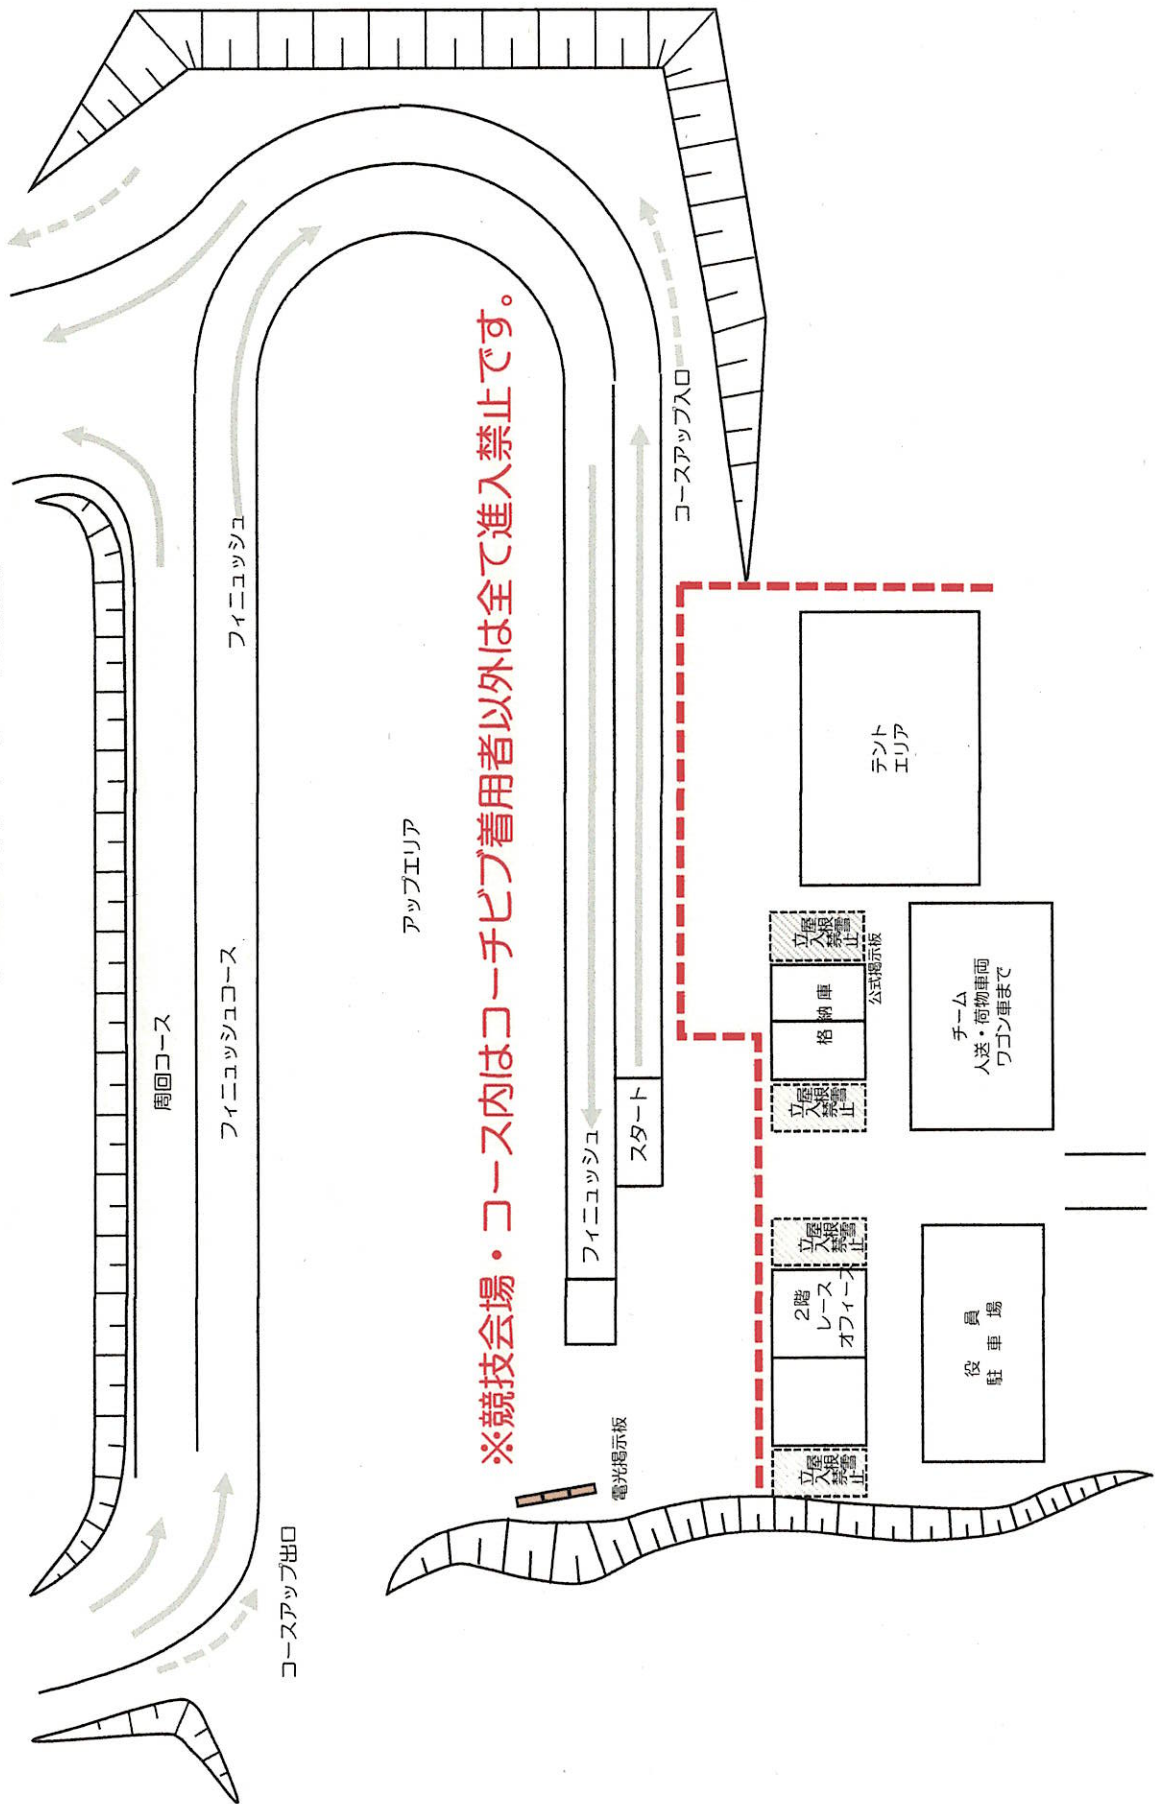 周回コース
フィニュッシュコース
フィニュッシュ
コースアップ出口
アップエリア
※競技会場・コース内はコーチビブ着用者以外は全て進入禁止です。
電光掲示板
フィニュッシュ
スタート
コースアップ入口
立入禁止
屋根雪
2階
レース
オフィース
立入禁止
屋根雪
立入禁止
屋根雪
格納庫
立入禁止
屋根雪
公式掲示板
テント
エリア
役員
駐車場
チーム
人送・荷物車両
ワゴン車まで